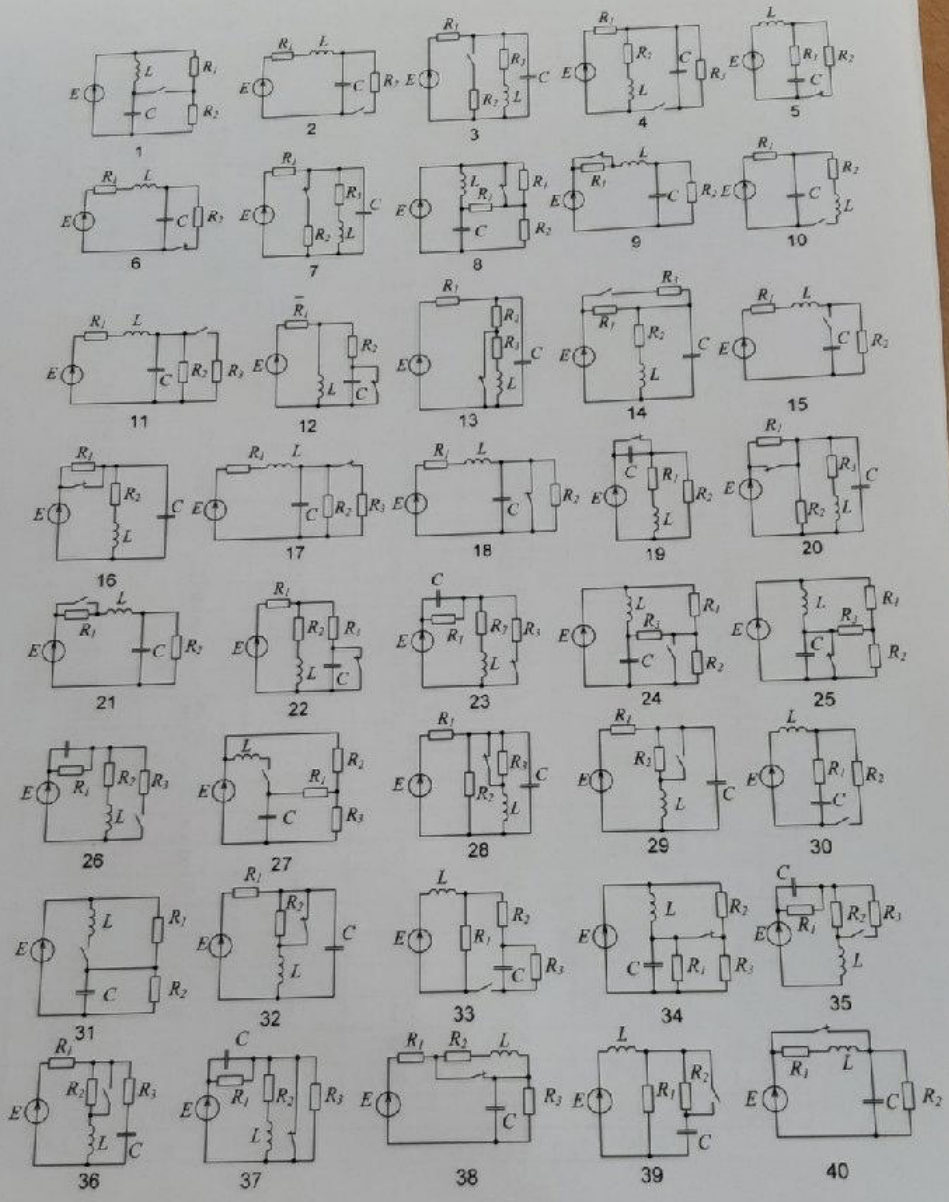 E L R₁ C R₂
1
E R₁ L C R₂
2
E R₁ R₂ R₃ L C
3
E R₁ R₂ L C R₃
4
E L R₁ C R₂
5
E R₁ L C R₂
6
E R₁ R₂ R₃ L C
7
E L R₃ R₁ C R₂
8
E R₁ L C R₂
9
E R₁ C R₂ L
10
E R₁ L C R₂ R₃
11
E R₁ L R₂ C
12
E R₁ R₂ R₃ L C
13
E R₁ R₃ R₂ L C
14
E R₁ L C R₂
15
E R₁ R₂ L C
16
E R₁ L C R₂ R₃
17
E R₁ L C R₂
18
E C R₁ L R₂
19
E R₁ R₂ R₃ L C
20
E R₁ L C R₂
21
E R₁ R₂ L R₃ C
22
E C R₁ R₂ L R₃
23
E L R₃ C R₁ R₂
24
E L C R₃ R₁ R₂
25
E R₁ R₂ L R₃
26
E L C R₁ R₂ R₃
27
E R₁ R₂ R₃ L C
28
E R₁ R₂ L C
29
E L R₁ C R₂
30
E L C R₁ R₂
31
E R₁ R₂ L C
32
E L R₁ R₂ C R₃
33
E L C R₁ R₂ R₃
34
E C R₁ R₂ L R₃
35
E R₁ R₂ L R₃ C
36
E C R₁ R₂ L R₃
37
E R₁ R₂ L C R₃
38
E L R₁ R₂ C
39
E R₁ L C R₂
40